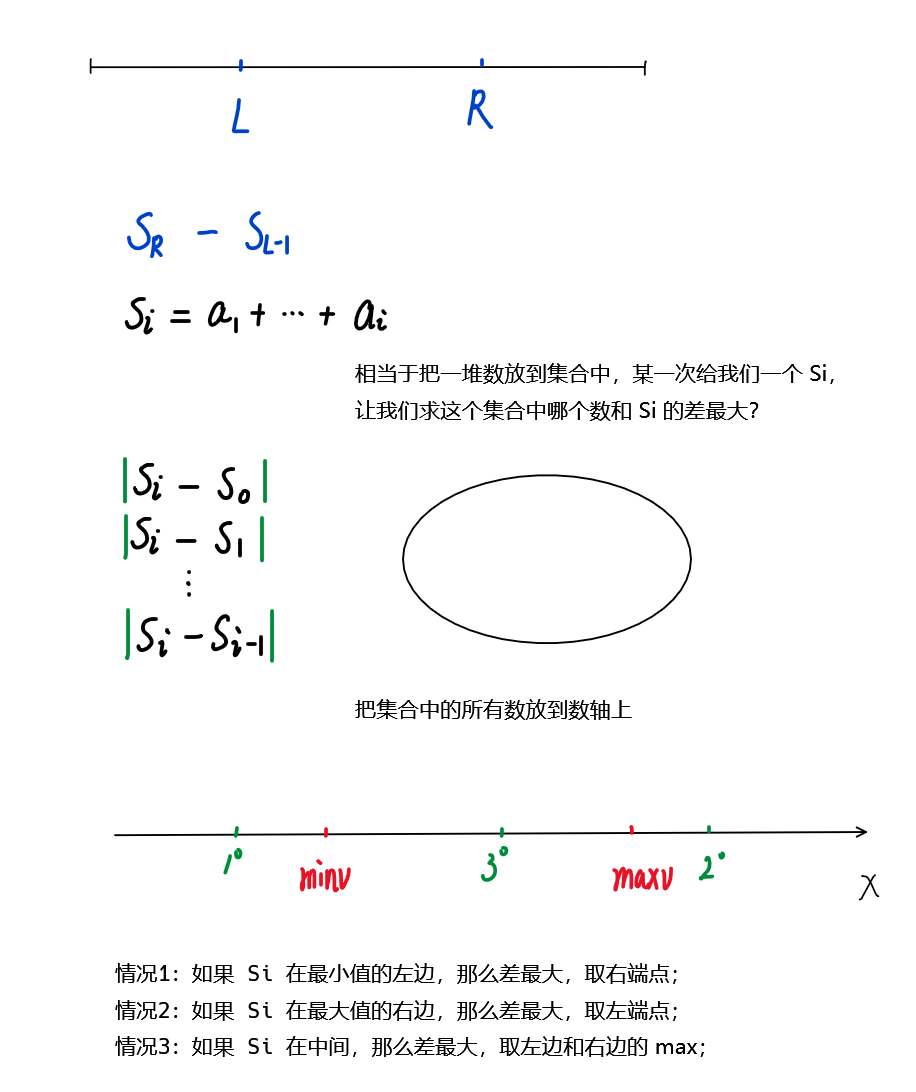 L R
S_R - S_{L-1}
S_i = a_1 + ... + a_i
相当于把一堆数放到集合中，某一次给我们一个 Si，
让我们求这个集合中哪个数和 Si 的差最大？
|S_i - S_0|
|S_i - S_1|
⋮
|S_i - S_{i-1}|
把集合中的所有数放到数轴上
1° minv 3° maxv 2°
x
情况1：如果 Si 在最小值的左边，那么差最大，取右端点；
情况2：如果 Si 在最大值的右边，那么差最大，取左端点；
情况3：如果 Si 在中间，那么差最大，取左边和右边的 max；